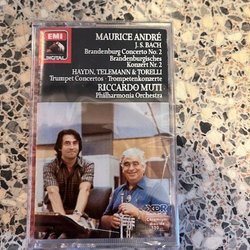 EMI
DIGITAL
MAURICE ANDRÉ
J.S. BACH
Brandenburg Concerto No. 2
Brandenburgisches
Konzert Nr. 2
HAYDN, TELEMANN & TORELLI
Trumpet Concertos · Trompetenkonzerte
RICCARDO MUTI
Philharmonia Orchestra
XDR